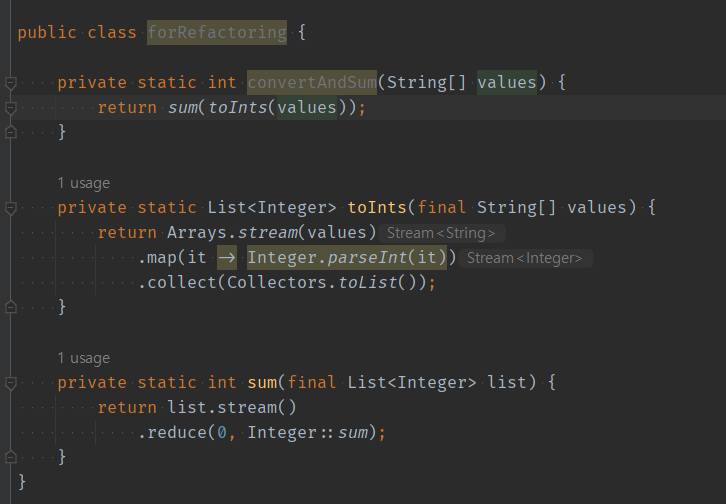 public class forRefactoring {
private static int convertAndSum(String[] values) {
return sum(toInts(values));
}
1 usage
private static List<Integer> toInts(final String[] values) {
return Arrays.stream(values) Stream<String>
.map(it -> Integer.parseInt(it)) Stream<Integer>
.collect(Collectors.toList());
}
1 usage
private static int sum(final List<Integer> list) {
return list.stream()
.reduce(0, Integer::sum);
}
}